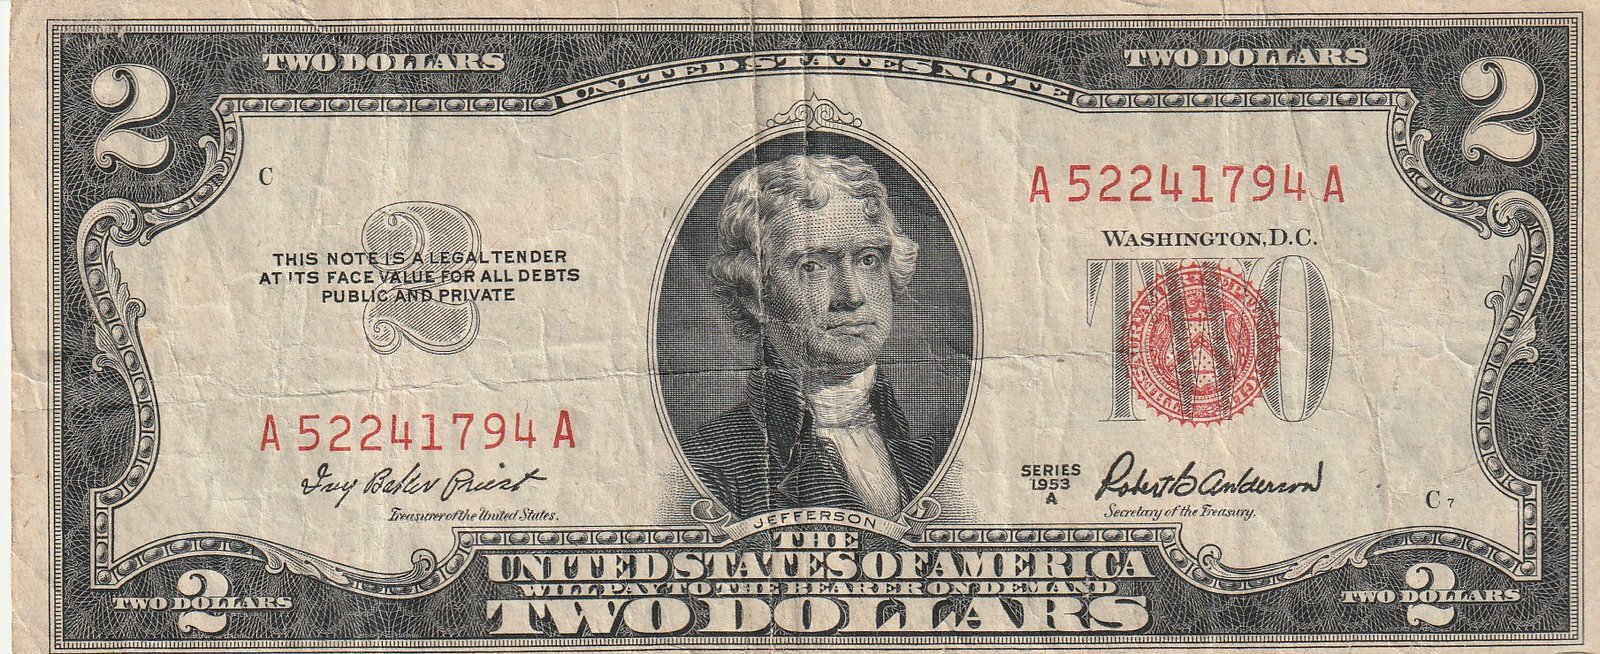 2 TWO DOLLARS UNITED STATES NOTE TWO DOLLARS 2
C
A 52241794 A
WASHINGTON, D.C.
2
TWO
THIS NOTE IS A LEGAL TENDER
AT ITS FACE VALUE FOR ALL DEBTS
PUBLIC AND PRIVATE
A 52241794 A
Ivy Baker Priest
Treasurer of the United States.
SERIES
1953
A
Robert B Anderson
Secretary of the Treasury.
C 7
JEFFERSON
THE
UNITED STATES OF AMERICA
WILL PAY TO THE BEARER ON DEMAND
TWO DOLLARS
2
TWO DOLLARS
2
TWO DOLLARS